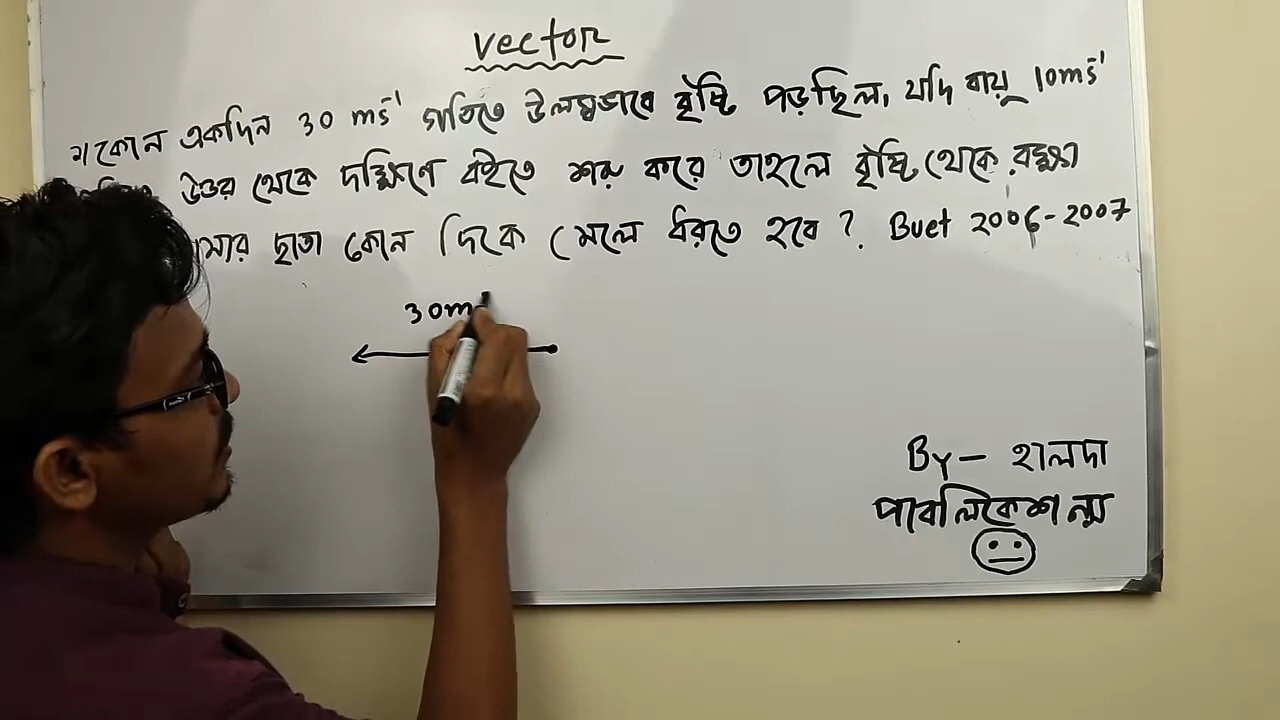 vector
১। কোন একদিন 30 ms⁻¹ গতিতে উলম্বভাবে বৃষ্টি পড়ছিল, যদি বায়ু 10ms⁻¹
উত্তর থেকে দক্ষিণে বইতে শুরু করে তাহলে বৃষ্টি থেকে রক্ষা
ছাতা কোন দিকে মেলে ধরতে হবে ? Buet 2006-2007
30m
By - হালদা
পাবলিকেশন্স